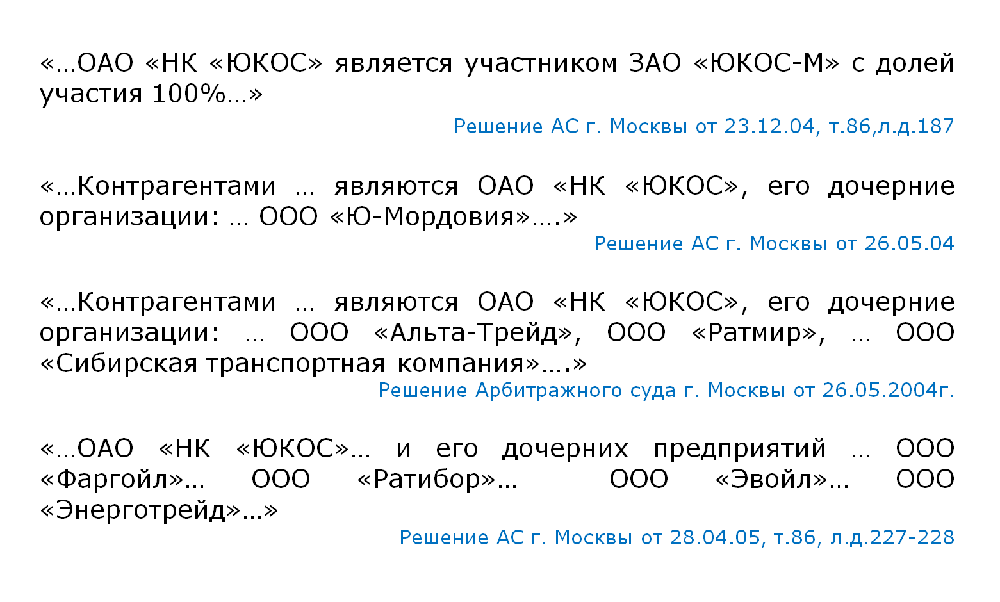 «…ОАО «НК «ЮКОС» является участником ЗАО «ЮКОС-М» с долей
участия 100%…»
Решение АС г. Москвы от 23.12.04, т.86,л.д.187
«…Контрагентами … являются ОАО «НК «ЮКОС», его дочерние
организации: … ООО «Ю-Мордовия»….»
Решение АС г. Москвы от 26.05.04
«…Контрагентами … являются ОАО «НК «ЮКОС», его дочерние
организации: … ООО «Альта-Трейд», ООО «Ратмир», … ООО
«Сибирская транспортная компания»….»
Решение Арбитражного суда г. Москвы от 26.05.2004г.
«…ОАО «НК «ЮКОС»… и его дочерних предприятий … ООО
«Фаргойл»… ООО «Ратибор»… ООО «Эвойл»… ООО
«Энерготрейд»…»
Решение АС г. Москвы от 28.04.05, т.86, л.д.227-228